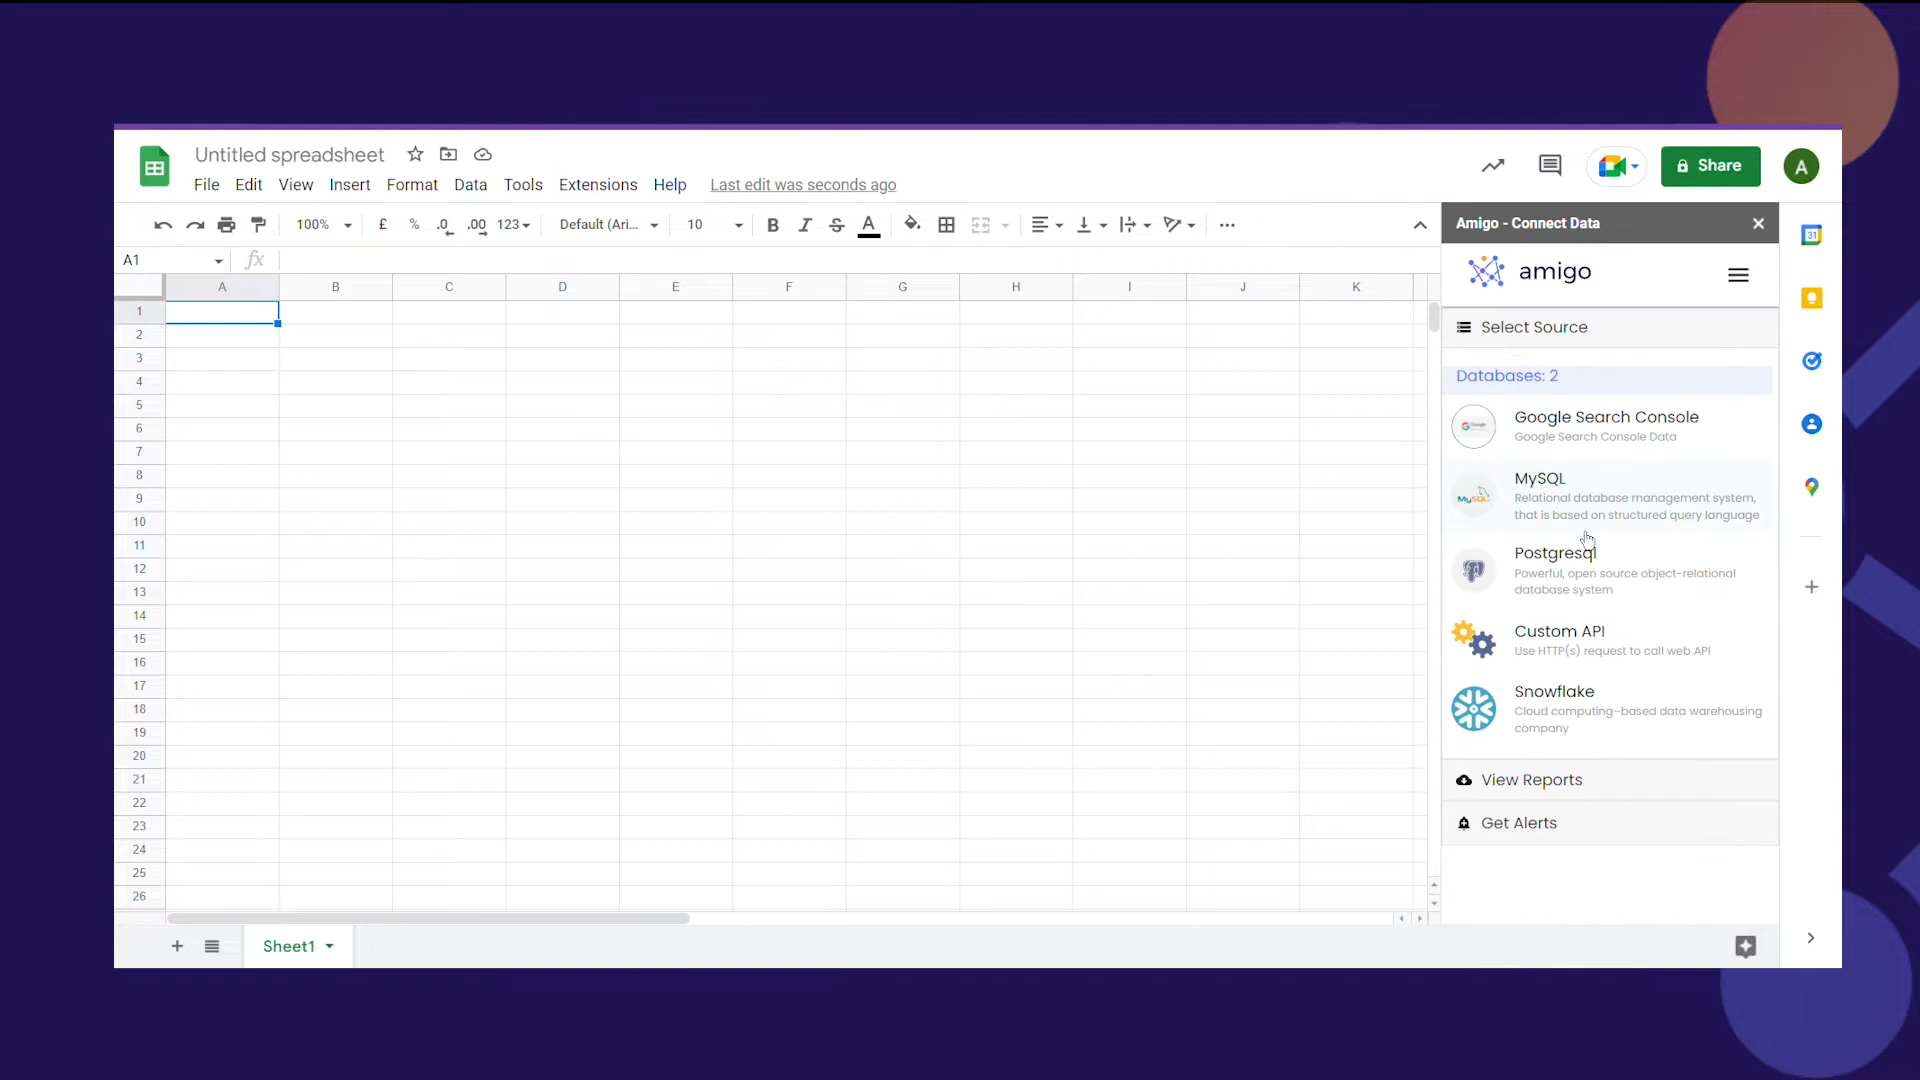 Untitled spreadsheet
File Edit View Insert Format Data Tools Extensions Help Last edit was seconds ago
Share
A
100% £ % .0 .00 123 Default (Ari... 10 B I S A ...
A1 fx
A B C D E F G H I J K
1
2
3
4
5
6
7
8
9
10
11
12
13
14
15
16
17
18
19
20
21
22
23
24
25
26
Sheet1
Amigo - Connect Data
amigo
Select Source
Databases: 2
Google
Google Search Console
Google Search Console Data
MySQL
MySQL
Relational database management system,
that is based on structured query language
Postgresql
Powerful, open source object-relational
database system
Custom API
Use HTTP(s) request to call web API
Snowflake
Cloud computing–based data warehousing
company
View Reports
Get Alerts
31